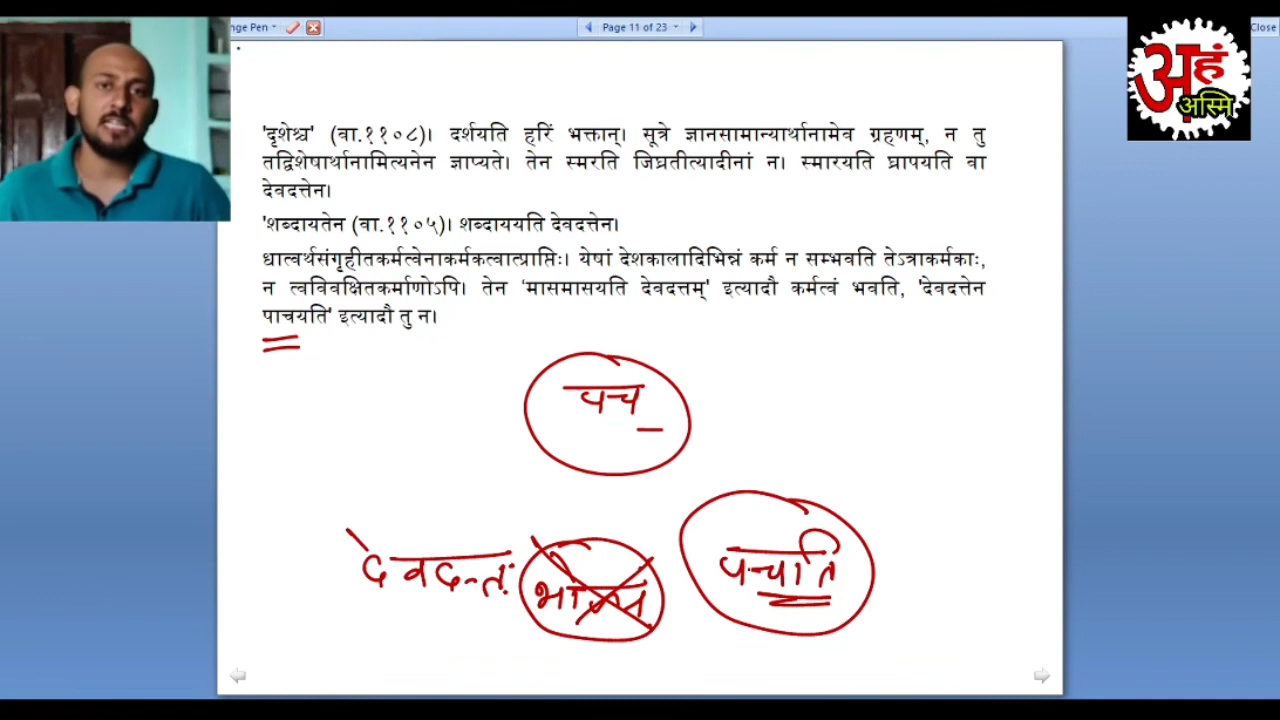 nge Pen
Page 11 of 23
Close
अहं
अस्मि
'दृशेश्च' (वा.११०८)। दर्शयति हरिं भक्तान्। सूत्रे ज्ञानसामान्यार्थानामेव ग्रहणम्, न तु
तद्विशेषार्थानामित्यनेन ज्ञाप्यते। तेन स्मरति जिघ्रतीत्यादीनां न। स्मारयति घ्रापयति वा
देवदत्तेन।
'शब्दायतेन (वा.११०५)। शब्दाययति देवदत्तेन।
धात्वर्थसंगृहीतकर्मत्वेनाकर्मकत्वात्प्राप्तिः। येषां देशकालादिभिन्नं कर्म न सम्भवति तेऽत्राकर्मकाः,
न त्वविवक्षितकर्माणोऽपि। तेन 'मासमासयति देवदत्तम्' इत्यादौ कर्मत्वं भवति, 'देवदत्तेन
पाचयति' इत्यादौ तु न।
पच
देवदत्तः पचति